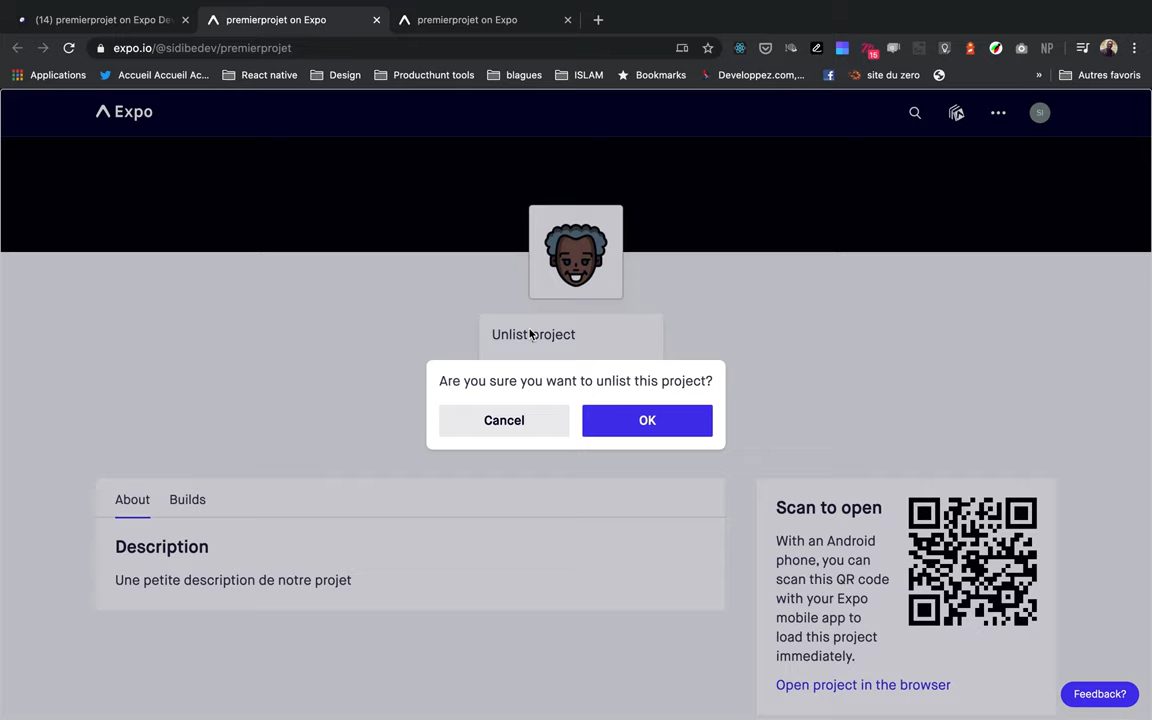 (14) premierprojet on Expo De
premierprojet on Expo
premierprojet on Expo
expo.io/@sidibedev/premierprojet
15
NP
Applications
Accueil Accueil Ac...
React native
Design
Producthunt tools
blagues
ISLAM
Bookmarks
Developpez.com,...
site du zero
»
Autres favoris
Expo
SI
Unlist project
Are you sure you want to unlist this project?
Cancel
OK
About
Builds
Description
Une petite description de notre projet
Scan to open
With an Android
phone, you can
scan this QR code
with your Expo
mobile app to
load this project
immediately.
Open project in the browser
Feedback?